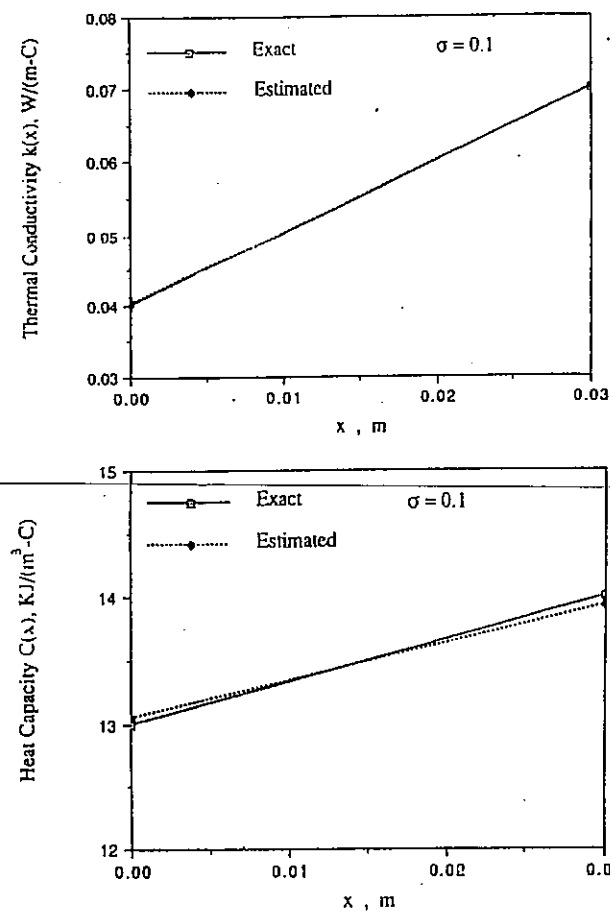 0.08
Exact
σ = 0.1
Estimated
0.07
0.06
0.05
0.04
0.03
Thermal Conductivity k(x), W/(m-C)
0.00
0.01
0.02
0.03
x , m
15
Exact
σ = 0.1
Estimated
14
13
12
Heat Capacity C(x), KJ/(m³-C)
0.00
0.01
0.02
0.0
x , m